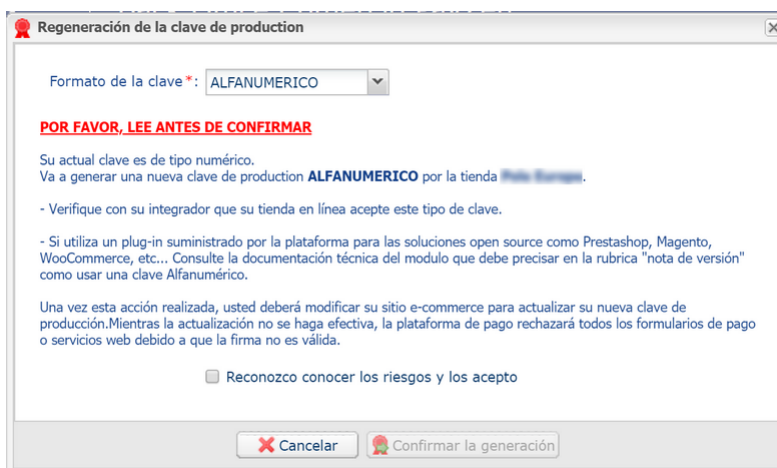 Regeneración de la clave de production
Formato de la clave*: ALFANUMERICO
POR FAVOR, LEE ANTES DE CONFIRMAR
Su actual clave es de tipo numérico.
Va a generar una nueva clave de production ALFANUMERICO por la tienda .
- Verifique con su integrador que su tienda en línea acepte este tipo de clave.
- Si utiliza un plug-in suministrado por la plataforma para las soluciones open source como Prestashop, Magento,
WooCommerce, etc... Consulte la documentación técnica del modulo que debe precisar en la rubrica "nota de versión"
como usar una clave Alfanumérico.
Una vez esta acción realizada, usted deberá modificar su sitio e-commerce para actualizar su nueva clave de
producción.Mientras la actualización no se haga efectiva, la plataforma de pago rechazará todos los formularios de pago
o servicios web debido a que la firma no es válida.
Reconozco conocer los riesgos y los acepto
Cancelar
Confirmar la generación